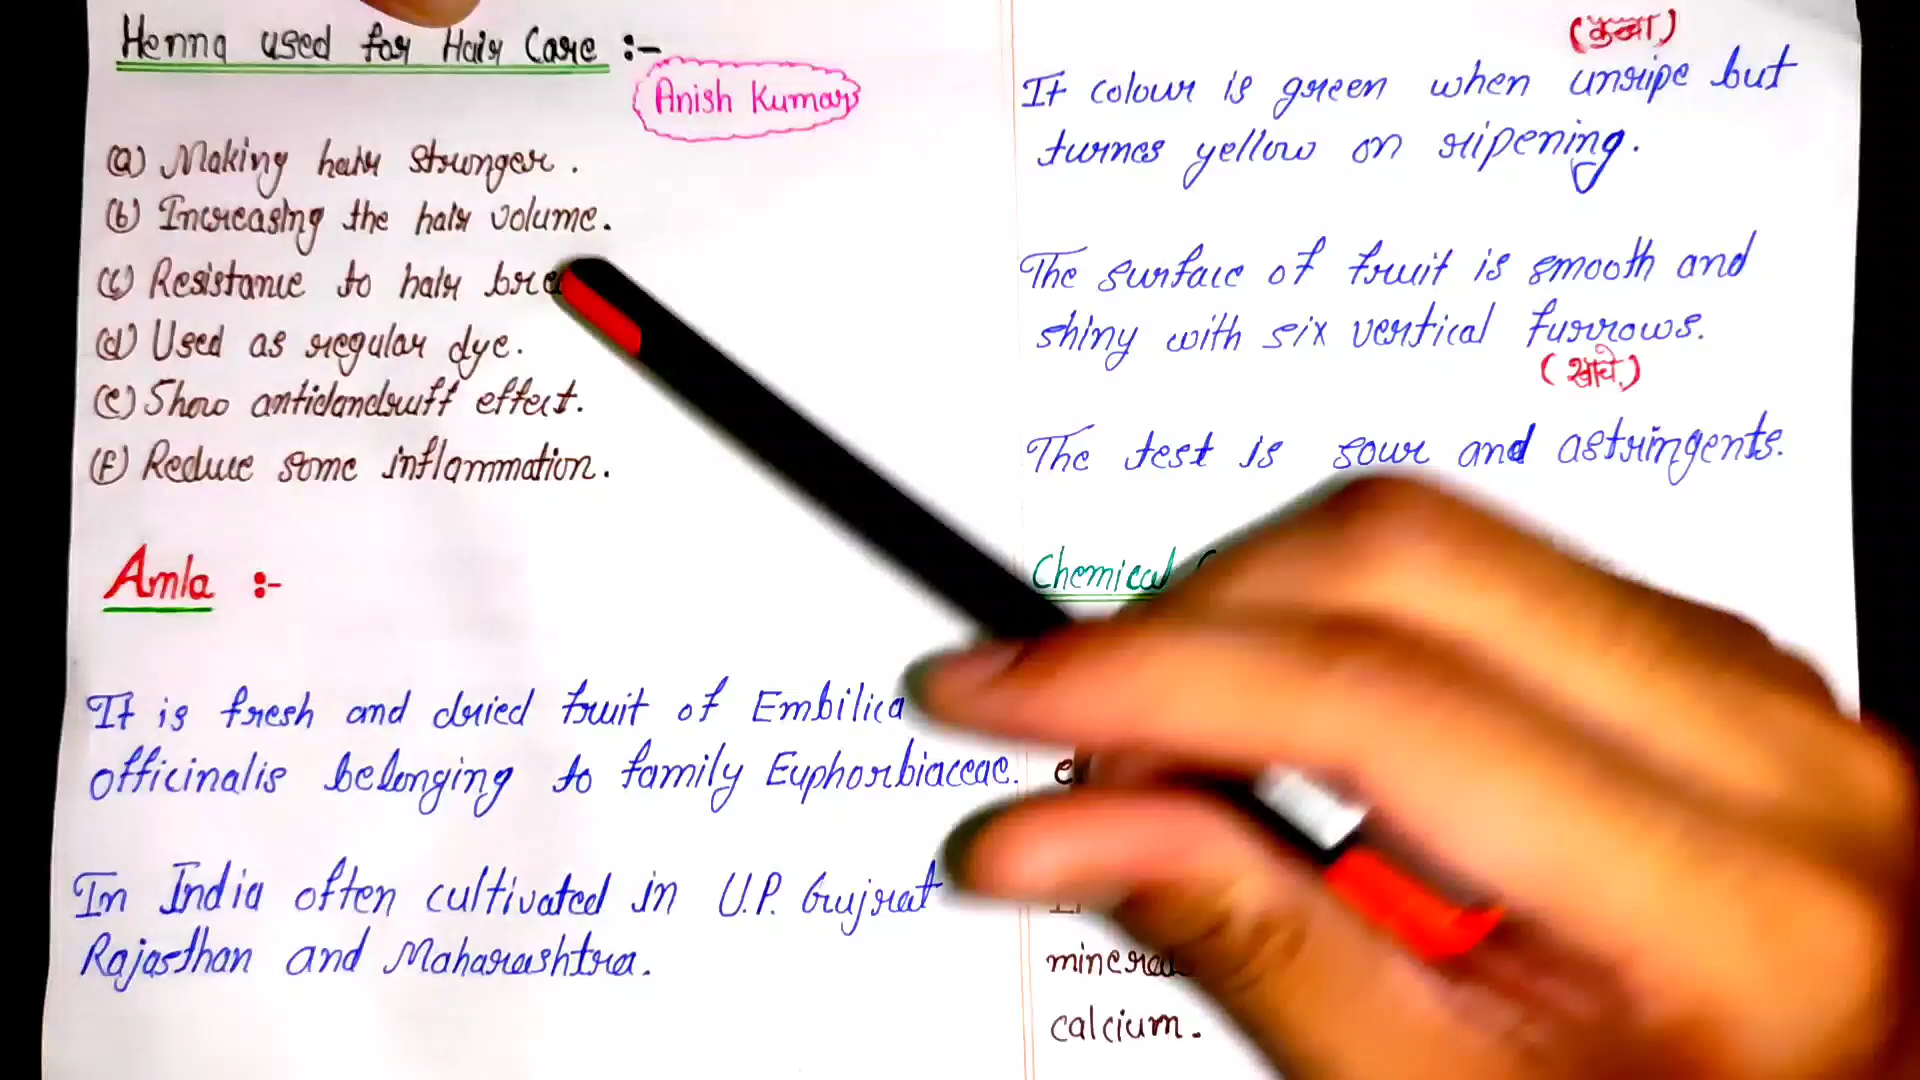 Henna used for Hair Care :-
Anish Kumar
(a) Making hair stronger.
(b) Increasing the hair volume.
(c) Resistance to hair
(d) Used as regular dye.
(e) Show antidandruff effect.
(f) Reduce some inflammation.
Amla :-
It is fresh and dried fruit of Embilica
officinalis belonging to family Euphorbiaceae.
In India often cultivated in U.P. Gujrat
Rajasthan and Maharashtra.
(कच्चा)
It colour is green when unripe but
turnes yellow on ripening.
The surface of fruit is smooth and
shiny with six vertical furrows.
(खांचे)
The test is sour and astringents.
Chemical
calcium.